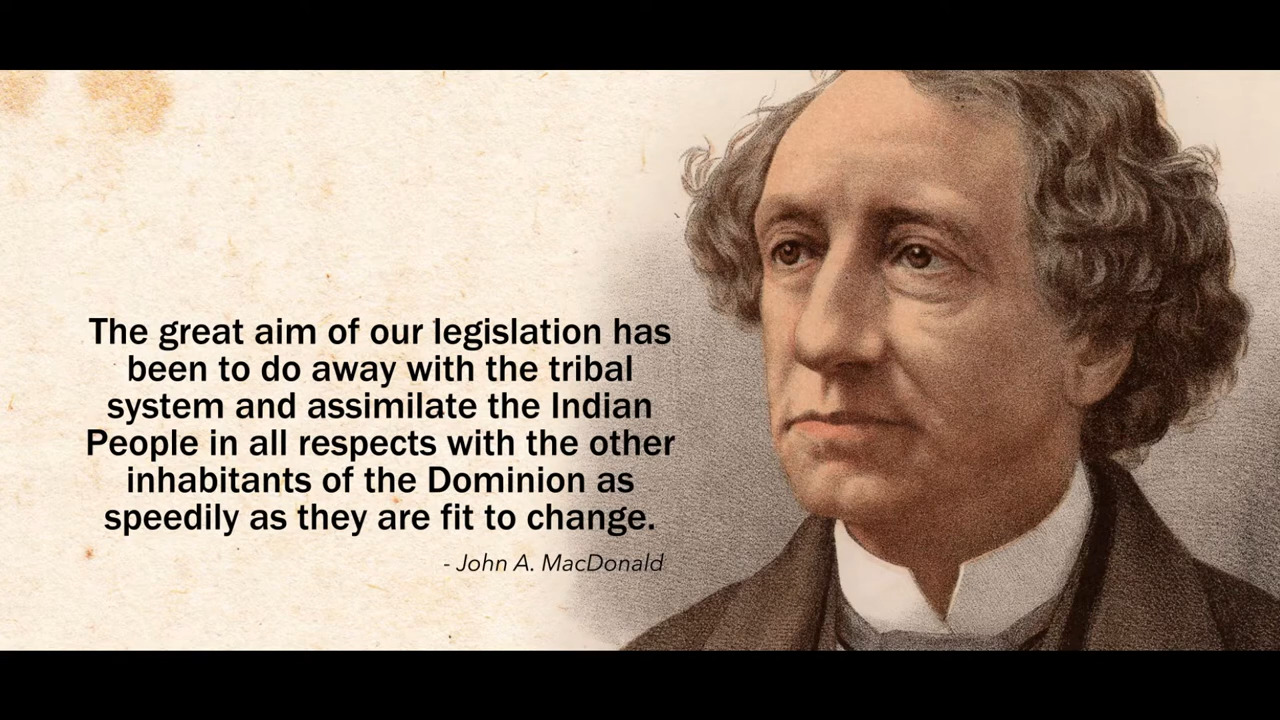 The great aim of our legislation has
been to do away with the tribal
system and assimilate the Indian
People in all respects with the other
inhabitants of the Dominion as
speedily as they are fit to change.
- John A. MacDonald